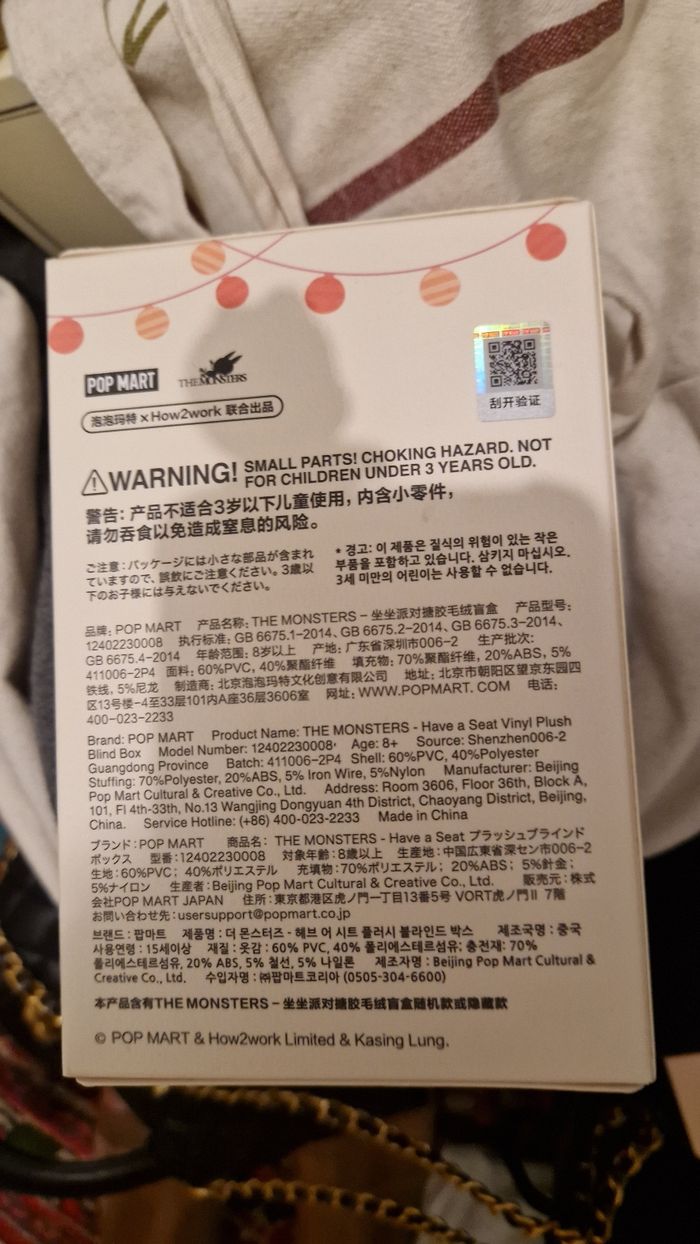 POP MART
THE MONSTERS
泡泡玛特×How2work 联合出品
刮开验证
WARNING! SMALL PARTS! CHOKING HAZARD. NOT
FOR CHILDREN UNDER 3 YEARS OLD.
警告：产品不适合3岁以下儿童使用，内含小零件，
请勿吞食以免造成窒息的风险。
ご注意：パッケージには小さな部品が含まれ
ていますので、誤飲にご注意ください。3歳以
下のお子様には与えないでください。
* 경고: 이 제품은 질식의 위험이 있는 작은
부품을 포함하고 있습니다. 삼키지 마십시오.
3세 미만의 어린이는 사용할 수 없습니다.
品牌：POP MART 产品名称：THE MONSTERS – 坐坐派对搪胶毛绒盲盒 产品型号：
12402230008 执行标准：GB 6675.1–2014、GB 6675.2–2014、GB 6675.3–2014、
GB 6675.4–2014 年龄范围：8岁以上 产地：广东省深圳市006–2 生产批次：
411006–2P4 面料：60%PVC, 40%聚酯纤维 填充物：70%聚酯纤维, 20%ABS, 5%
铁线, 5%尼龙 制造商：北京泡泡玛特文化创意有限公司 地址：北京市朝阳区望京东园四
区13号楼–4至33层101内A座36层3606室 网址：WWW.POPMART. COM 电话：
400–023–2233
Brand: POP MART Product Name: THE MONSTERS - Have a Seat Vinyl Plush
Blind Box Model Number: 12402230008 Age: 8+ Source: Shenzhen006-2
Guangdong Province Batch: 411006-2P4 Shell: 60%PVC, 40%Polyester
Stuffing: 70%Polyester, 20%ABS, 5% Iron Wire, 5%Nylon Manufacturer: Beijing
Pop Mart Cultural & Creative Co., Ltd. Address: Room 3606, Floor 36th, Block A,
101, Fl 4th-33th, No.13 Wangjing Dongyuan 4th District, Chaoyang District, Beijing,
China. Service Hotline: (+86) 400-023-2233 Made in China
ブランド：POP MART 商品名： THE MONSTERS - Have a Seat プラッシュブラインド
ボックス 型番：12402230008 対象年齢：8歳以上 生産地：中国広東省深セン市006–2
生地：60%PVC； 40%ポリエステル 充填物：70%ポリエステル； 20%ABS； 5%針金；
5%ナイロン 生産者：Beijing Pop Mart Cultural & Creative Co., Ltd. 販売元：株式
会社POP MART JAPAN 住所：東京都港区虎ノ門一丁目13番5号 VORT虎ノ門Ⅱ 7階
お問い合わせ先：usersupport@popmart.co.jp
브랜드 : 팝마트 제품명 : 더 몬스터즈 - 헤브 어 시트 플러시 블라인드 박스 제조국명 : 중국
사용연령 : 15세이상 재질 : 옷감 : 60% PVC, 40% 폴리에스테르섬유; 충전재: 70%
폴리에스테르섬유, 20% ABS, 5% 철선, 5% 나일론 제조자명 : Beijing Pop Mart Cultural &
Creative Co., Ltd. 수입자명 : ㈜팝마트코리아 (0505-304-6600)
本产品含有THE MONSTERS – 坐坐派对搪胶毛绒盲盒随机款或隐藏款
© POP MART & How2work Limited & Kasing Lung.